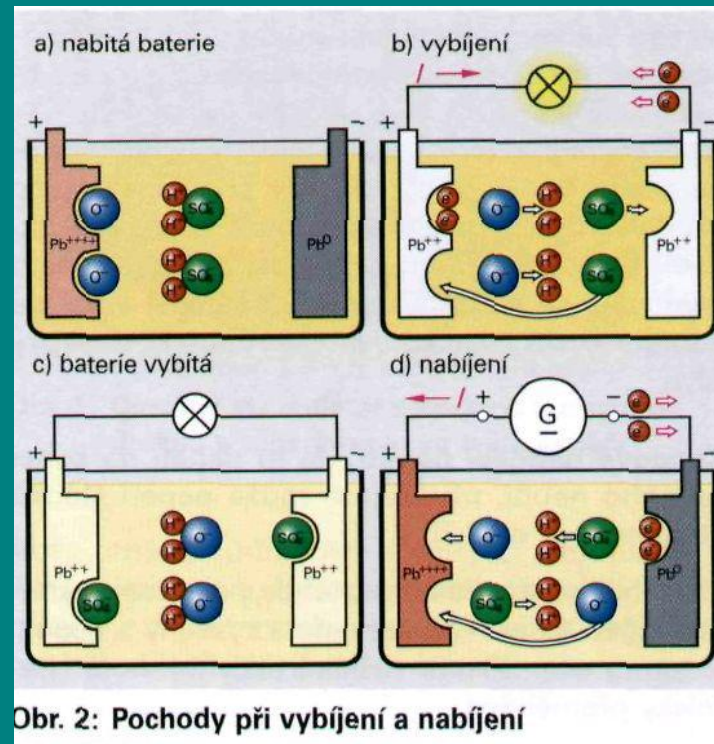 a) nabitá baterie
+ −
O⁻ H⁺ H⁺ SO₄⁻
Pb⁺⁺⁺⁺ Pb⁰
O⁻ H⁺ H⁺ SO₄⁻
b) vybíjení
I e⁻
e⁻
+ −
e⁻ e⁻ O⁻ H⁺ H⁺ SO₄⁻
Pb⁺⁺ Pb⁺⁺
O⁻ H⁺ H⁺ SO₄⁻
c) baterie vybítá
+ −
H⁺ H⁺ O⁻ SO₄⁻
Pb⁺⁺ Pb⁺⁺
SO₄⁻ H⁺ H⁺ O⁻
d) nabíjení
I + G − e⁻
e⁻
+ −
O⁻ H⁺ H⁺ SO₄⁻ e⁻ e⁻
Pb⁺⁺⁺⁺ Pb⁰
SO₄⁻ H⁺ H⁺ O⁻
Obr. 2: Pochody při vybíjení a nabíjení